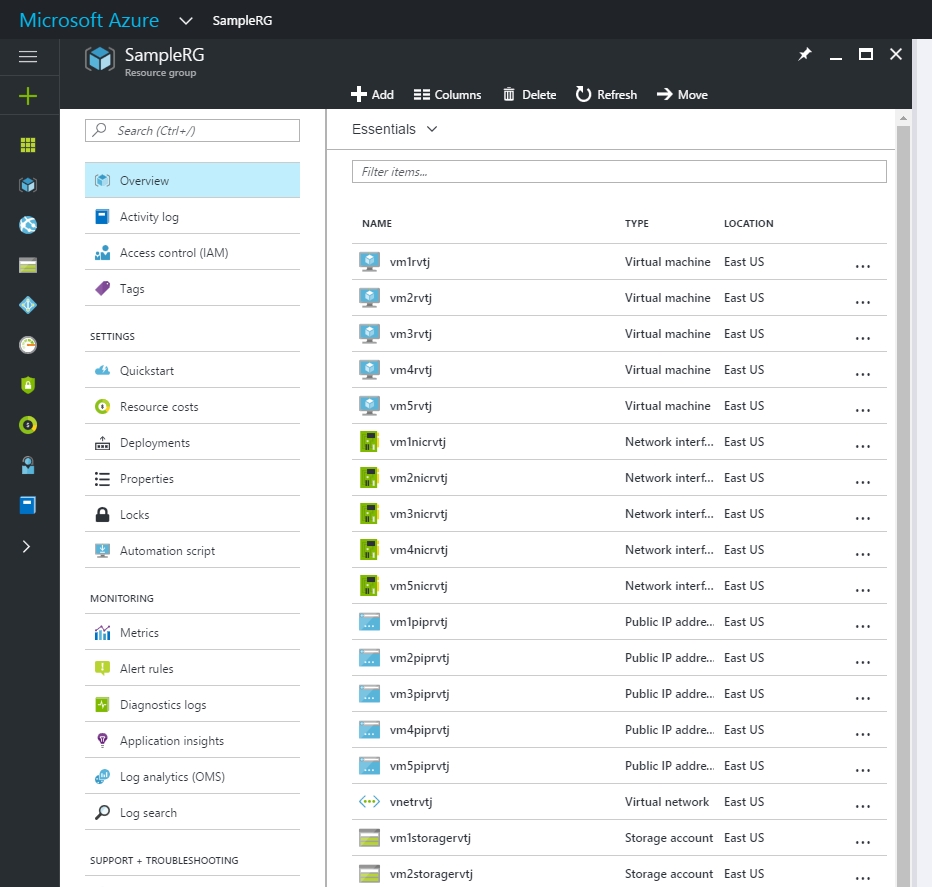 Microsoft Azure SampleRG
SampleRG
Resource group
Add Columns Delete Refresh Move
Search (Ctrl+/)
Overview
Activity log
Access control (IAM)
Tags
SETTINGS
Quickstart
Resource costs
Deployments
Properties
Locks
Automation script
MONITORING
Metrics
Alert rules
Diagnostics logs
Application insights
Log analytics (OMS)
Log search
SUPPORT + TROUBLESHOOTING
Essentials
Filter items...
NAME TYPE LOCATION
vm1rvtj Virtual machine East US ...
vm2rvtj Virtual machine East US ...
vm3rvtj Virtual machine East US ...
vm4rvtj Virtual machine East US ...
vm5rvtj Virtual machine East US ...
vm1nicrvtj Network interf... East US ...
vm2nicrvtj Network interf... East US ...
vm3nicrvtj Network interf... East US ...
vm4nicrvtj Network interf... East US ...
vm5nicrvtj Network interf... East US ...
vm1piprvtj Public IP addre... East US ...
vm2piprvtj Public IP addre... East US ...
vm3piprvtj Public IP addre... East US ...
vm4piprvtj Public IP addre... East US ...
vm5piprvtj Public IP addre... East US ...
vnetrvtj Virtual network East US ...
vm1storagervtj Storage account East US ...
vm2storagervtj Storage account East US ...